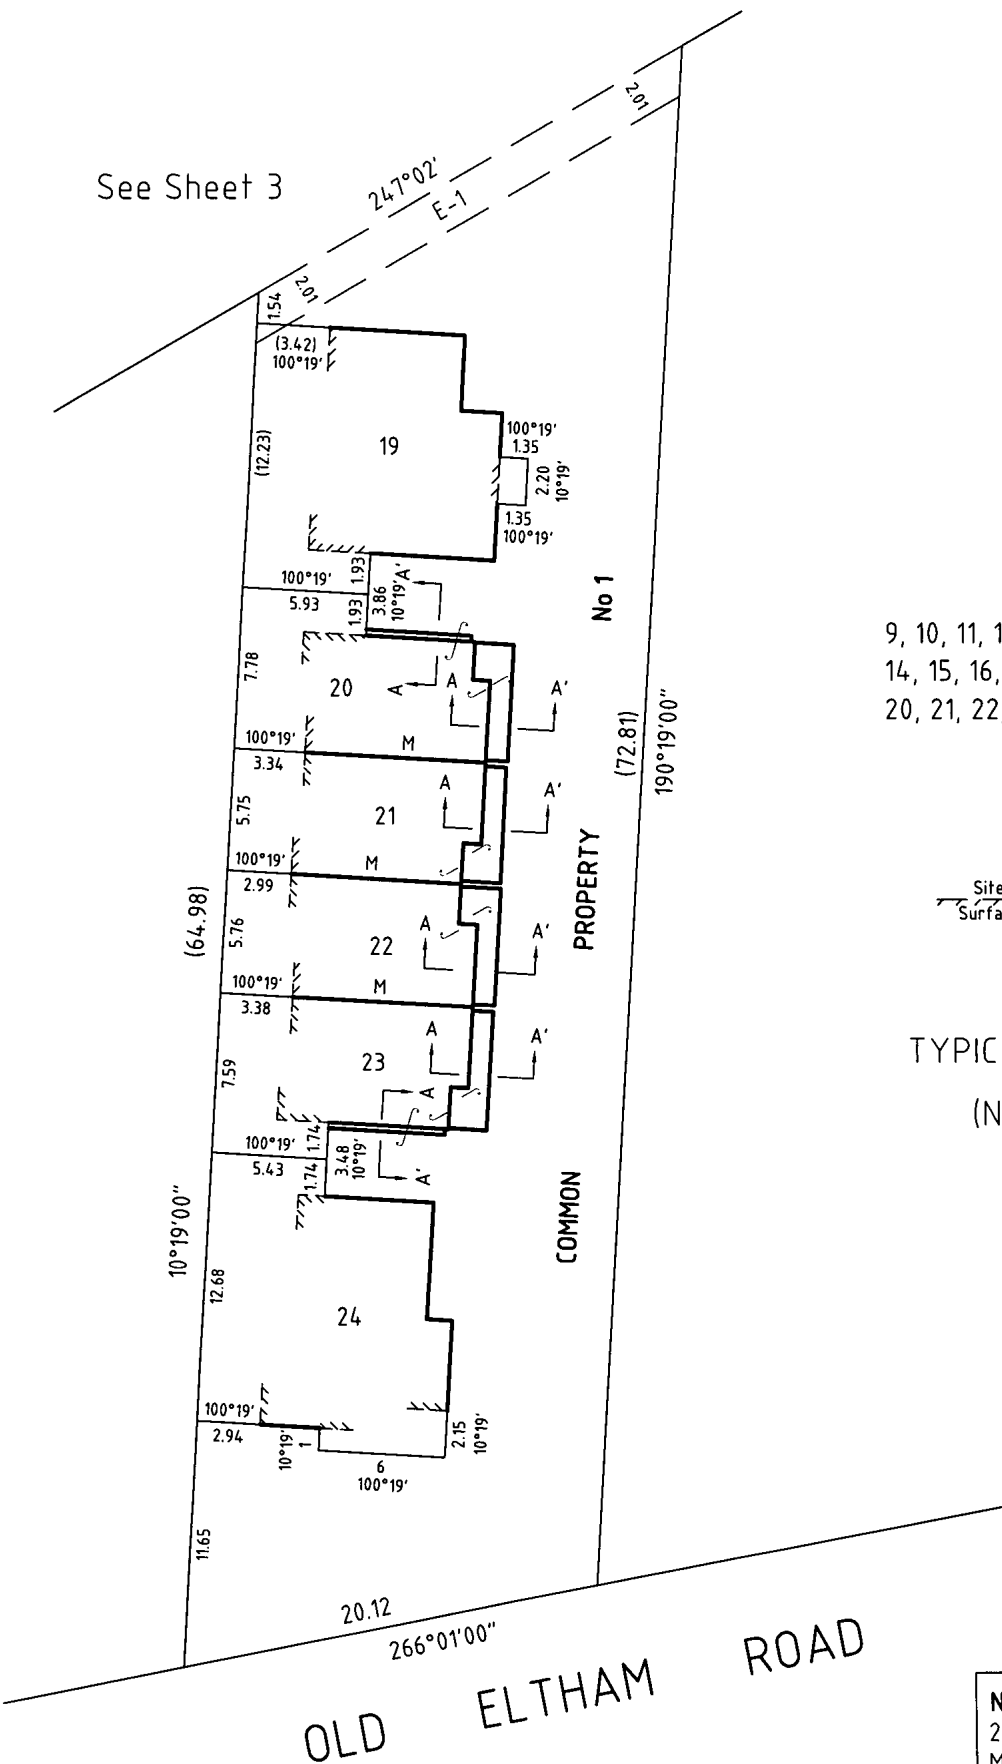 2.01
See Sheet 3
247°02'
E-1
2.01
1.54
(3.42)
100°19'
(12.23)
19
100°19'
1.35
2.20
10°19'
1.35
100°19'
100°19'
5.93
1.93
1.93
3.86
10°19'
A'
No 1
9, 10, 11, 1
14, 15, 16,
20, 21, 22,
7.78
20
A
A
A'
100°19'
3.34
M
(72.81)
190°19'00"
5.75
21
A
A'
100°19'
2.99
M
PROPERTY
Site
Surfa
(64.98)
5.76
22
A
A'
100°19'
3.38
M
7.59
23
A
A'
TYPIC
(N
A
100°19'
5.43
1.74
1.74
3.48
10°19'
A'
COMMON
10°19'00"
12.68
24
100°19'
2.94
10°19'
1
6
100°19'
2.15
10°19'
11.65
20.12
266°01'00"
OLD ELTHAM ROAD
N
2
M